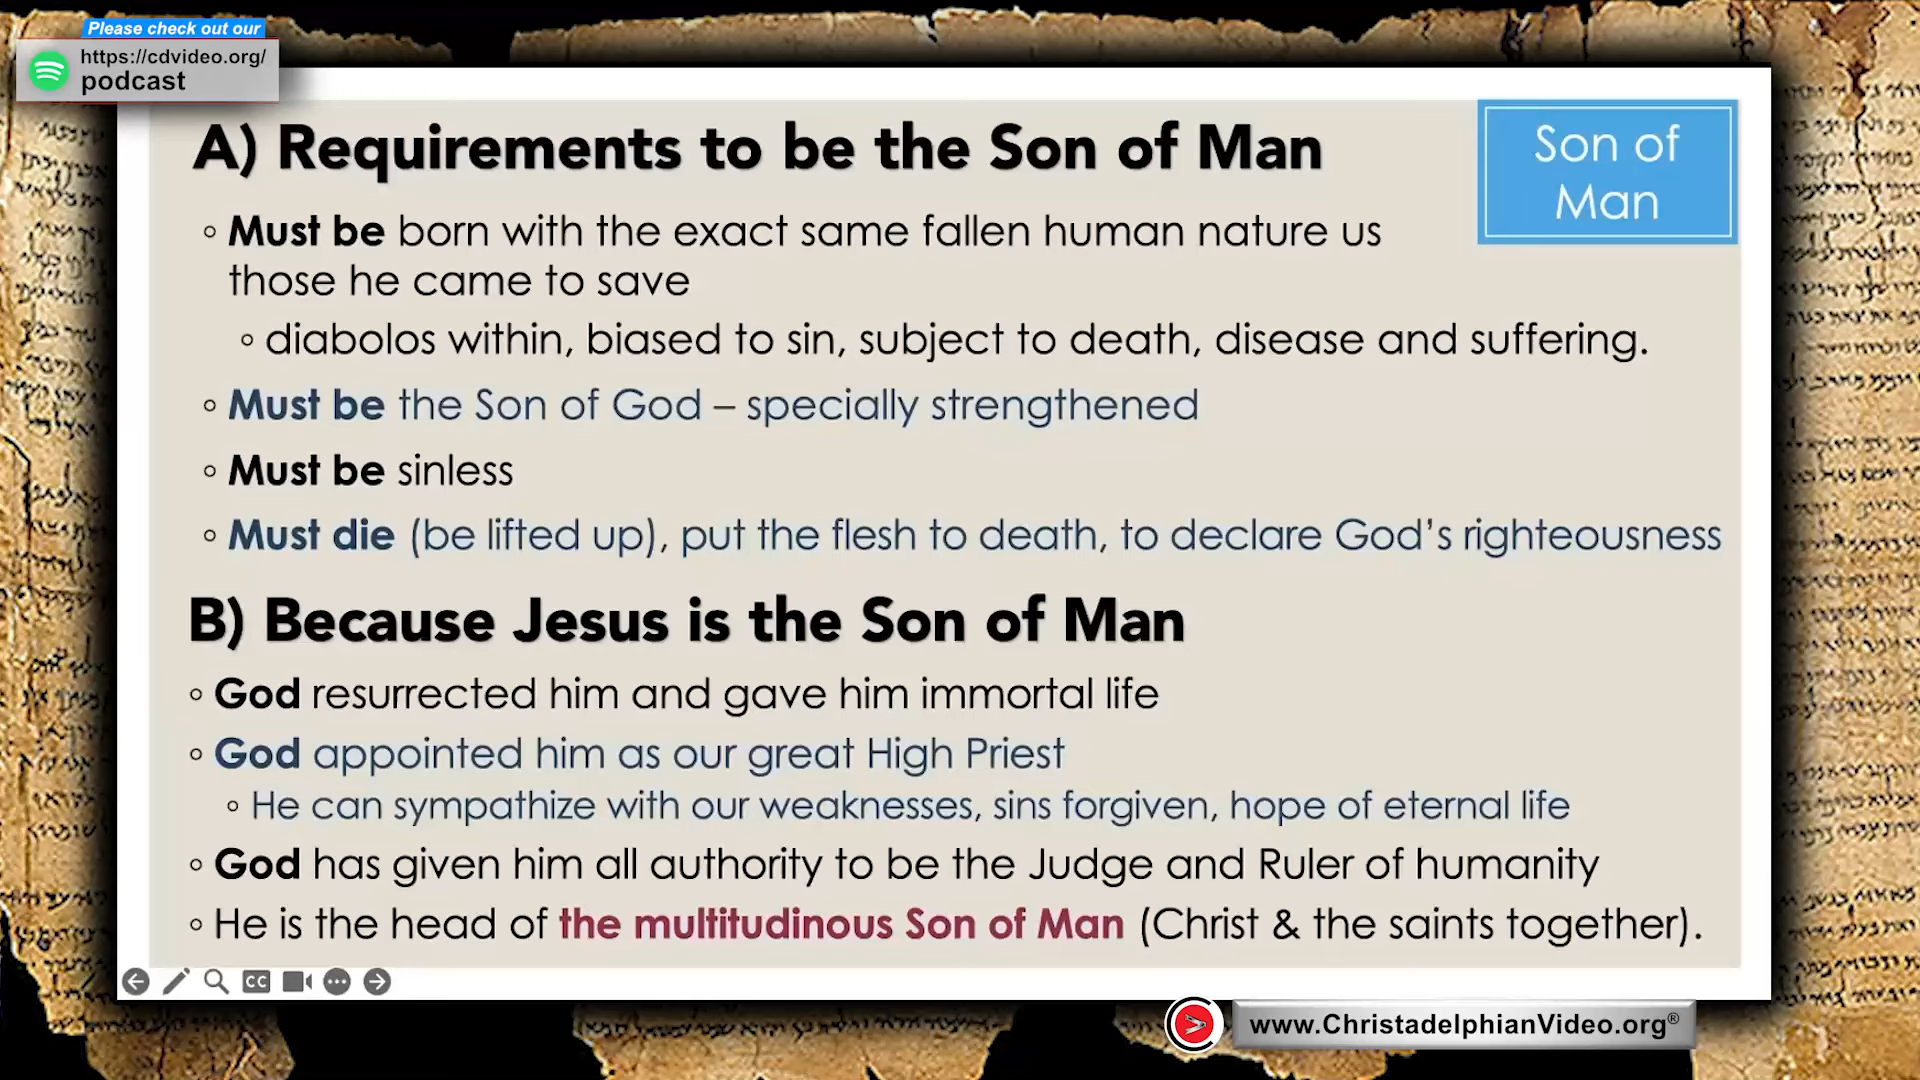 Please check out our
https://cdvideo.org/
podcast
A) Requirements to be the Son of Man
Son of
Man
◦ Must be born with the exact same fallen human nature us
those he came to save
◦ diabolos within, biased to sin, subject to death, disease and suffering.
◦ Must be the Son of God – specially strengthened
◦ Must be sinless
◦ Must die (be lifted up), put the flesh to death, to declare God’s righteousness
B) Because Jesus is the Son of Man
◦ God resurrected him and gave him immortal life
◦ God appointed him as our great High Priest
◦ He can sympathize with our weaknesses, sins forgiven, hope of eternal life
◦ God has given him all authority to be the Judge and Ruler of humanity
◦ He is the head of the multitudinous Son of Man (Christ & the saints together).
CC
www.ChristadelphianVideo.org®